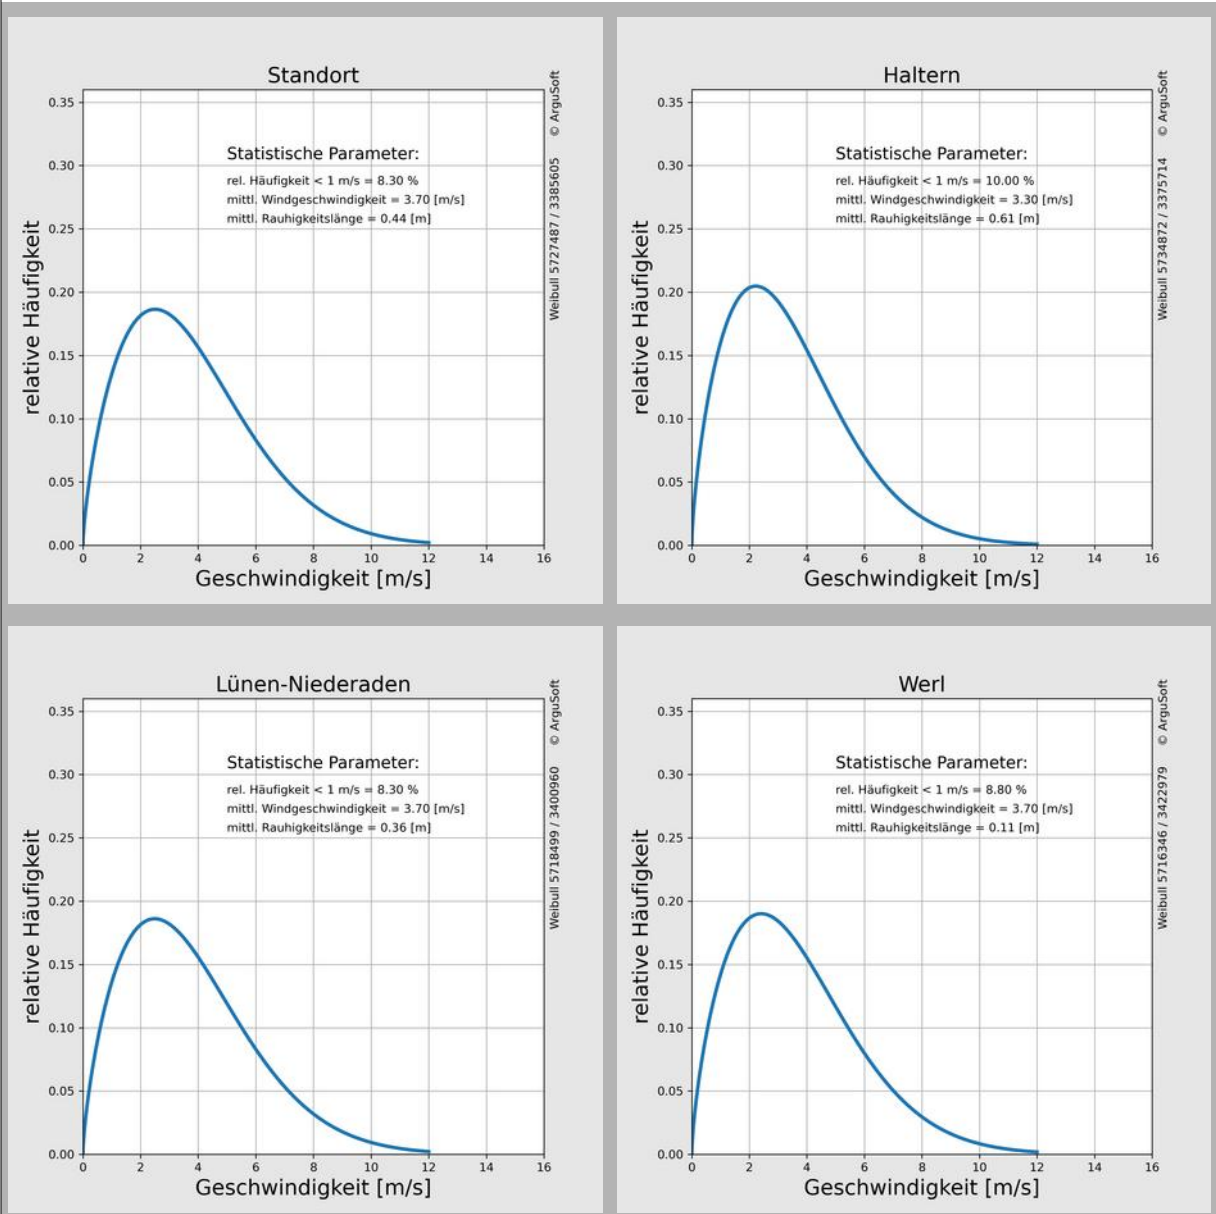 Standort
0.35
0.30
0.25
0.20
0.15
0.10
0.05
0.00
relative Häufigkeit
Statistische Parameter:
rel. Häufigkeit < 1 m/s = 8.30 %
mittl. Windgeschwindigkeit = 3.70 [m/s]
mittl. Rauhigkeitslänge = 0.44 [m]
0 2 4 6 8 10 12 14 16
Geschwindigkeit [m/s]
Weibull 5727487 / 3385605 © ArguSoft
Haltern
0.35
0.30
0.25
0.20
0.15
0.10
0.05
0.00
relative Häufigkeit
Statistische Parameter:
rel. Häufigkeit < 1 m/s = 10.00 %
mittl. Windgeschwindigkeit = 3.30 [m/s]
mittl. Rauhigkeitslänge = 0.61 [m]
0 2 4 6 8 10 12 14 16
Geschwindigkeit [m/s]
Weibull 5734872 / 3375714 © ArguSoft
Lünen-Niederaden
0.35
0.30
0.25
0.20
0.15
0.10
0.05
0.00
relative Häufigkeit
Statistische Parameter:
rel. Häufigkeit < 1 m/s = 8.30 %
mittl. Windgeschwindigkeit = 3.70 [m/s]
mittl. Rauhigkeitslänge = 0.36 [m]
0 2 4 6 8 10 12 14 16
Geschwindigkeit [m/s]
Weibull 5718499 / 3400960 © ArguSoft
Werl
0.35
0.30
0.25
0.20
0.15
0.10
0.05
0.00
relative Häufigkeit
Statistische Parameter:
rel. Häufigkeit < 1 m/s = 8.80 %
mittl. Windgeschwindigkeit = 3.70 [m/s]
mittl. Rauhigkeitslänge = 0.11 [m]
0 2 4 6 8 10 12 14 16
Geschwindigkeit [m/s]
Weibull 5716346 / 3422979 © ArguSoft